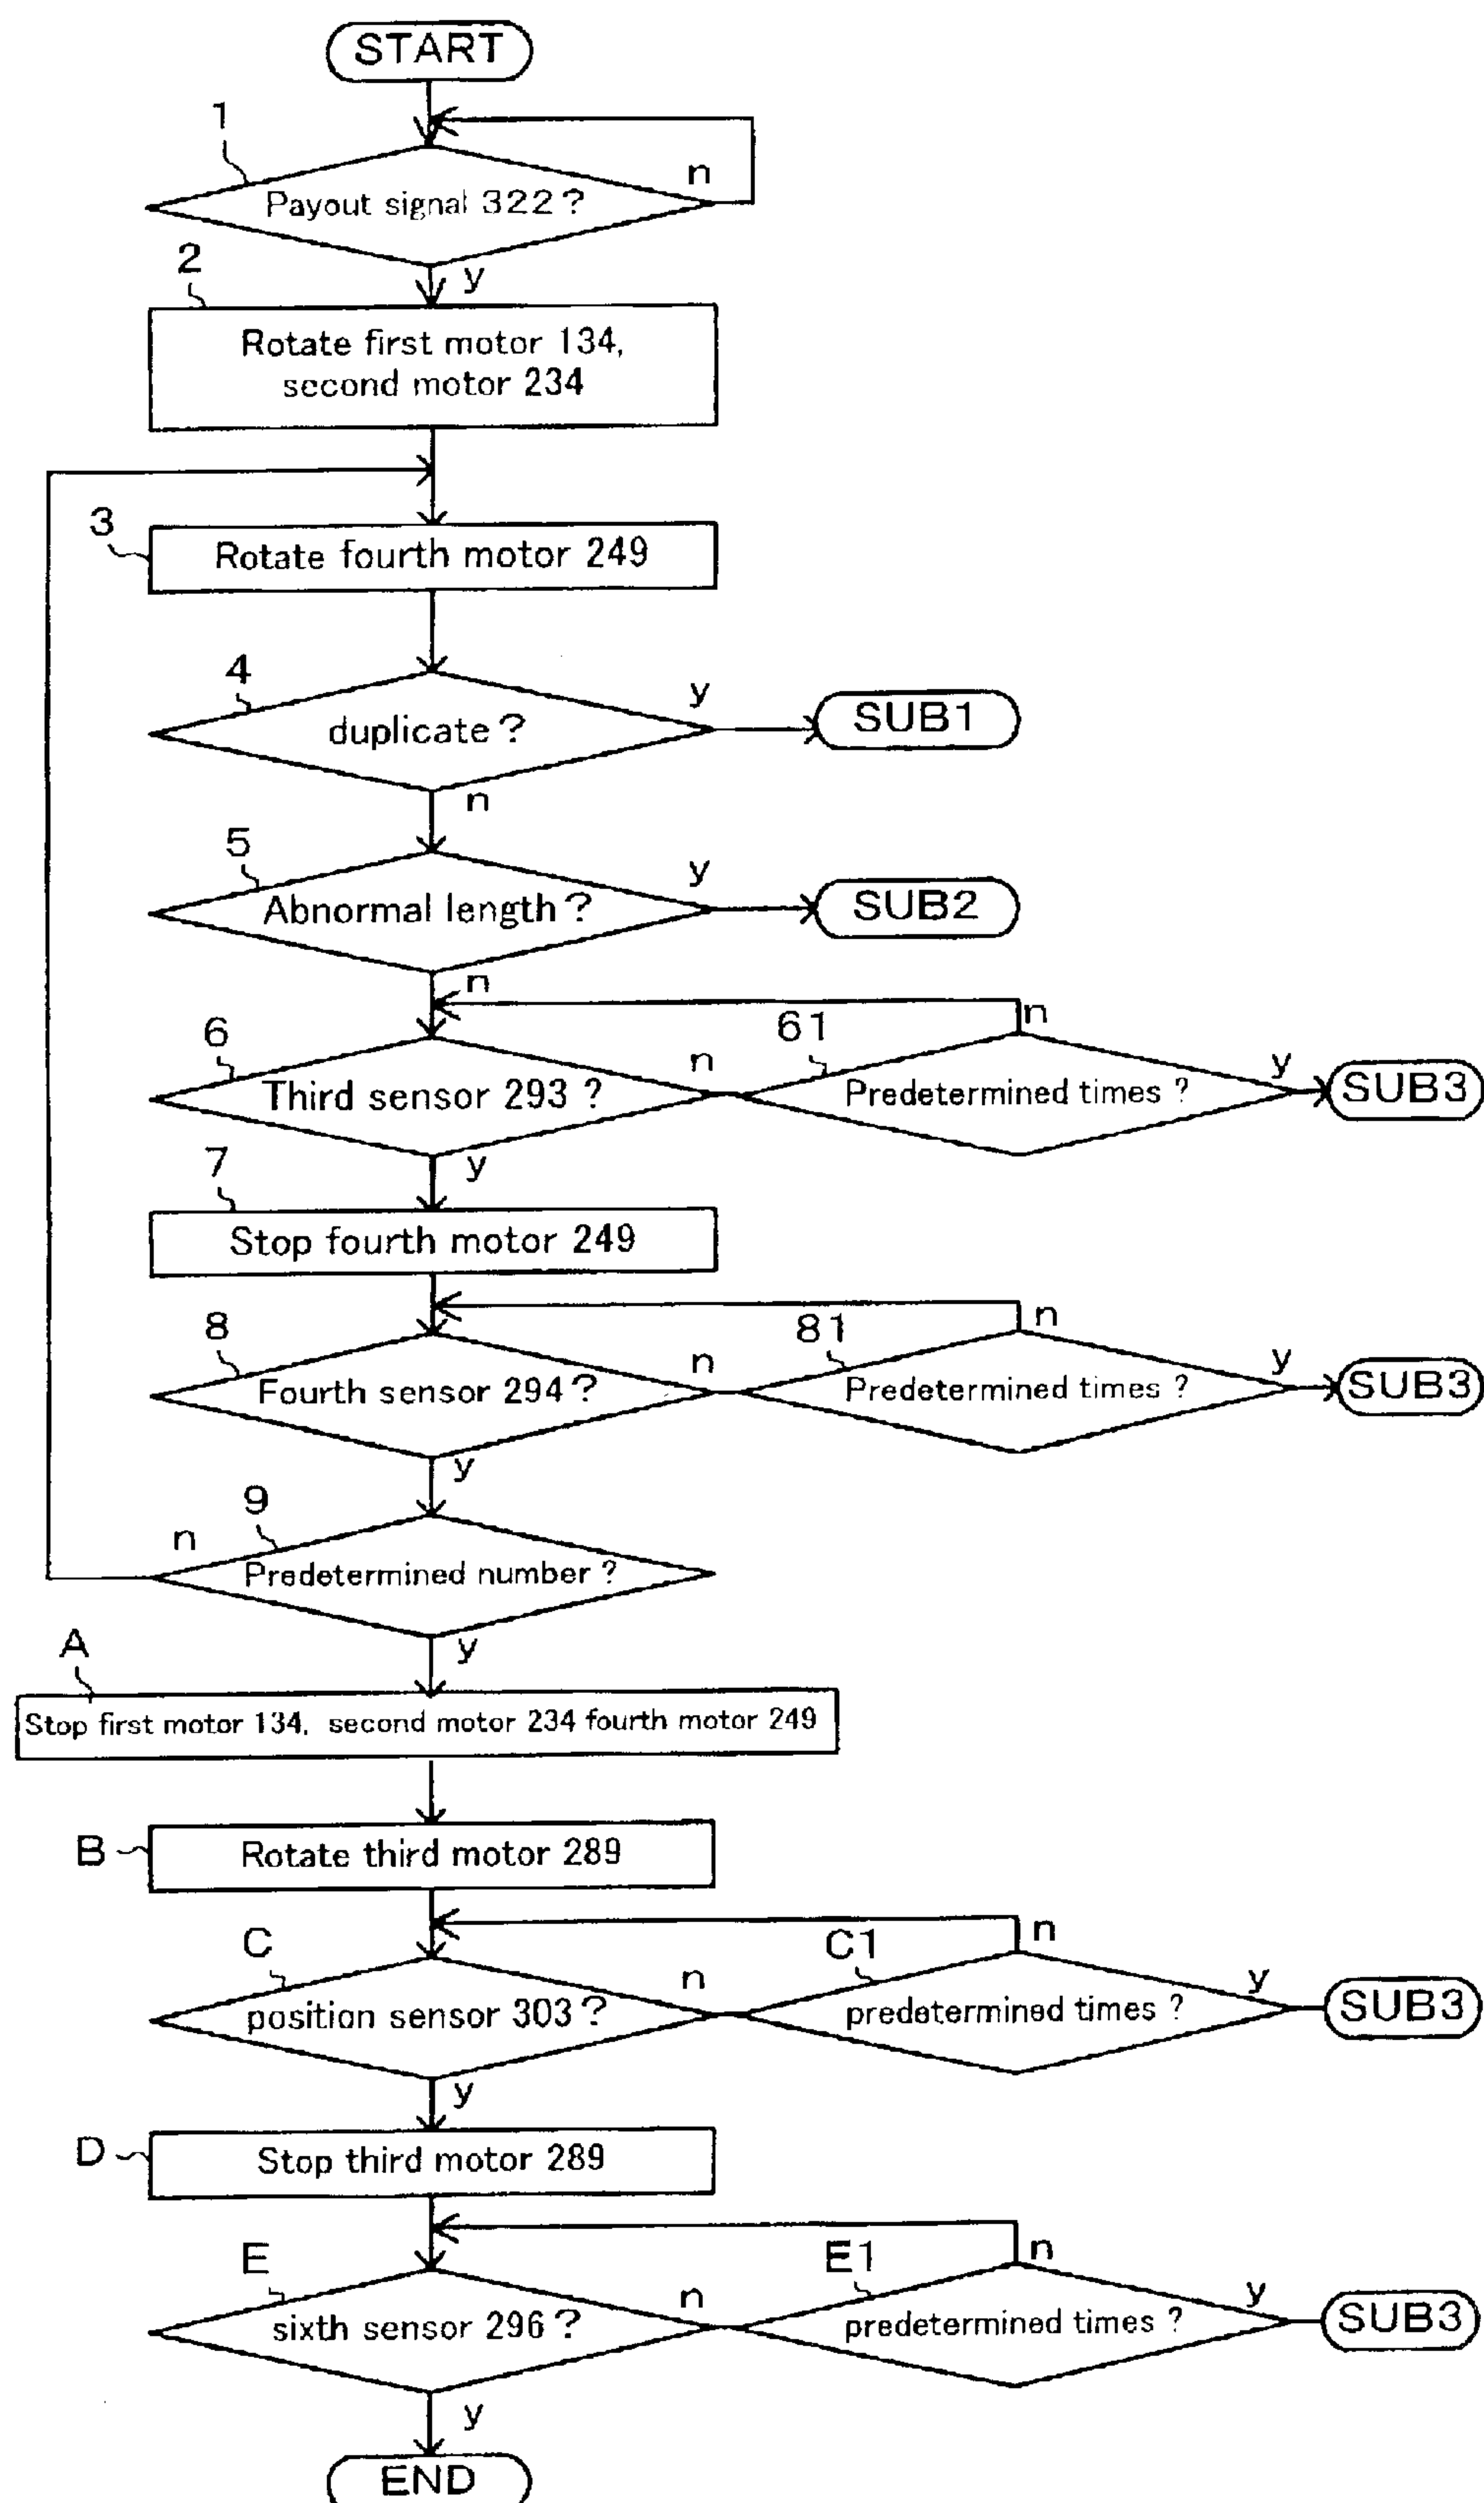 START
1
n
Payout signal 322?
2
y
Rotate first motor 134,
second motor 234
3
Rotate fourth motor 249
4
y
duplicate?
SUB1
n
5
y
Abnormal length?
SUB2
n
6
n
61
n
y
Third sensor 293?
Predetermined times?
SUB3
7
y
Stop fourth motor 249
8
n
81
n
y
Fourth sensor 294?
Predetermined times?
SUB3
y
9
n
Predetermined number?
y
A
Stop first motor 134, second motor 234 fourth motor 249
B
Rotate third motor 289
C
n
C1
n
y
position sensor 303?
predetermined times?
SUB3
y
D
Stop third motor 289
E
n
E1
n
y
sixth sensor 296?
predetermined times?
SUB3
y
END